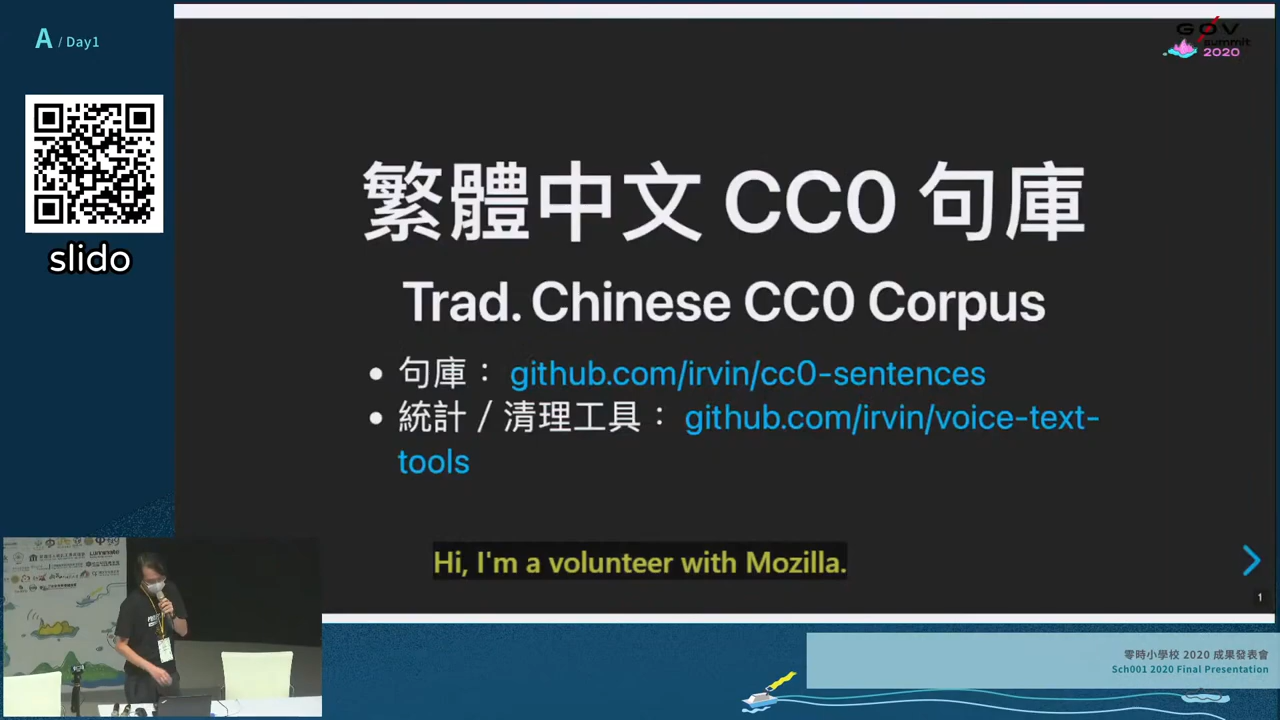 A / Day1
slido
GØV
summit
2020
繁體中文 CC0 句庫
Trad. Chinese CC0 Corpus
• 句庫： github.com/irvin/cc0-sentences
• 統計 / 清理工具： github.com/irvin/voice-text-
tools
Hi, I'm a volunteer with Mozilla.
1
零時小學校 2020 成果發表會
Sch001 2020 Final Presentation